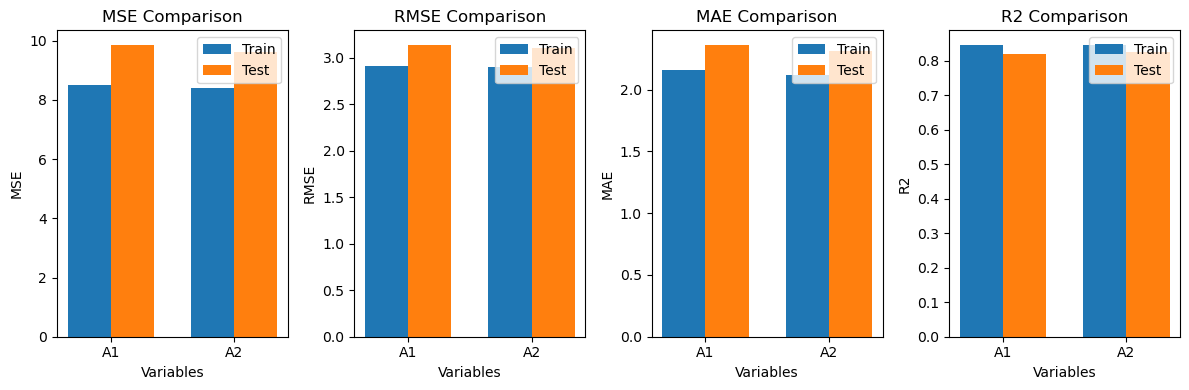 MSE Comparison
MSE
10
8
6
4
2
0
Train
Test
A1 A2
Variables
RMSE Comparison
RMSE
3.0
2.5
2.0
1.5
1.0
0.5
0.0
Train
Test
A1 A2
Variables
MAE Comparison
MAE
2.0
1.5
1.0
0.5
0.0
Train
Test
A1 A2
Variables
R2 Comparison
R2
0.8
0.7
0.6
0.5
0.4
0.3
0.2
0.1
0.0
Train
Test
A1 A2
Variables